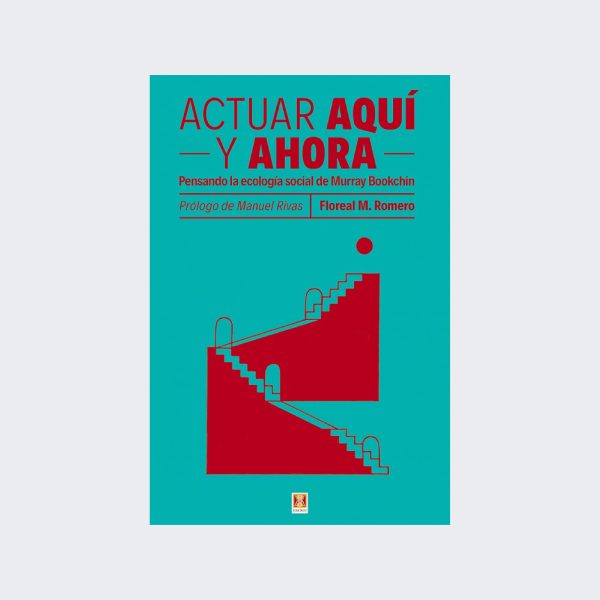 ACTUAR AQUÍ
— Y AHORA —
Pensando la ecología social de Murray Bookchin
Prólogo de Manuel Rivas | Floreal M. Romero